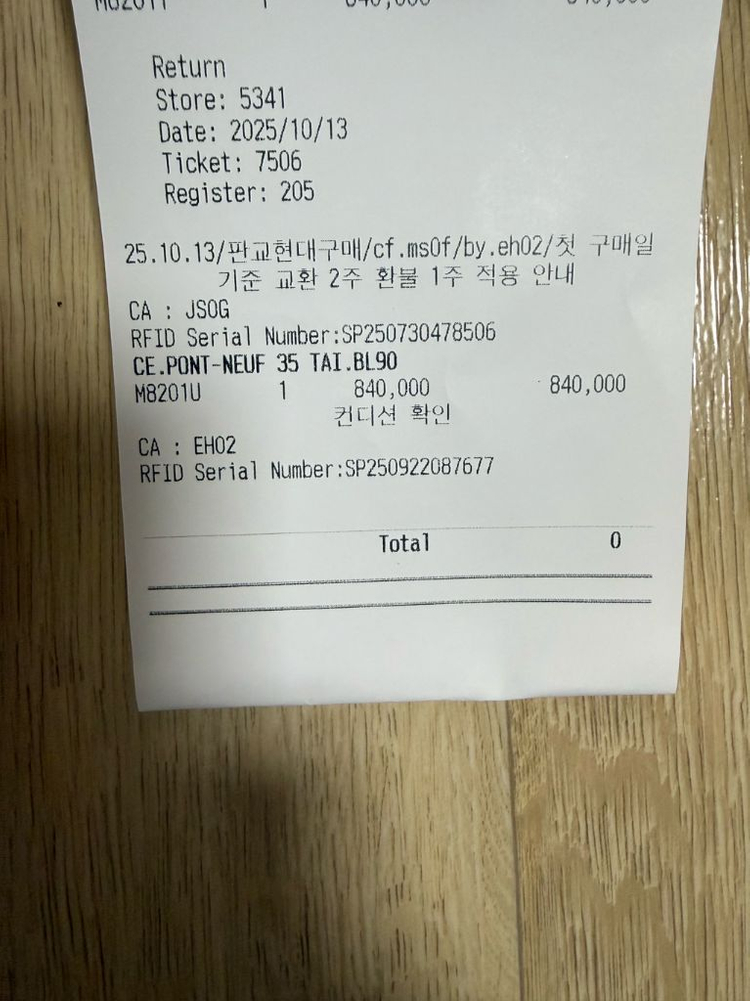 Return
Store: 5341
Date: 2025/10/13
Ticket: 7506
Register: 205
25.10.13/판교현대구매/cf.ms0f/by.eh02/첫 구매일
기준 교환 2주 환불 1주 적용 안내
CA : JS0G
RFID Serial Number:SP250730478506
CE.PONT-NEUF 35 TAI.BL90
M8201U 1 840,000 840,000
컨디션 확인
CA : EH02
RFID Serial Number:SP250922087677
Total 0